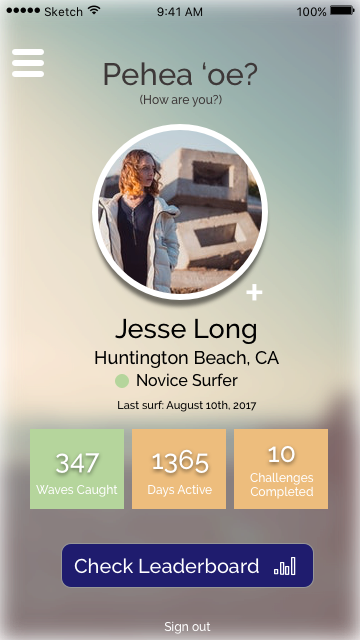 Sketch 9:41 AM 100%
Pehea ‘oe?
(How are you?)
+
Jesse Long
Huntington Beach, CA
Novice Surfer
Last surf: August 10th, 2017
347
Waves Caught
1365
Days Active
10
Challenges
Completed
Check Leaderboard
Sign out